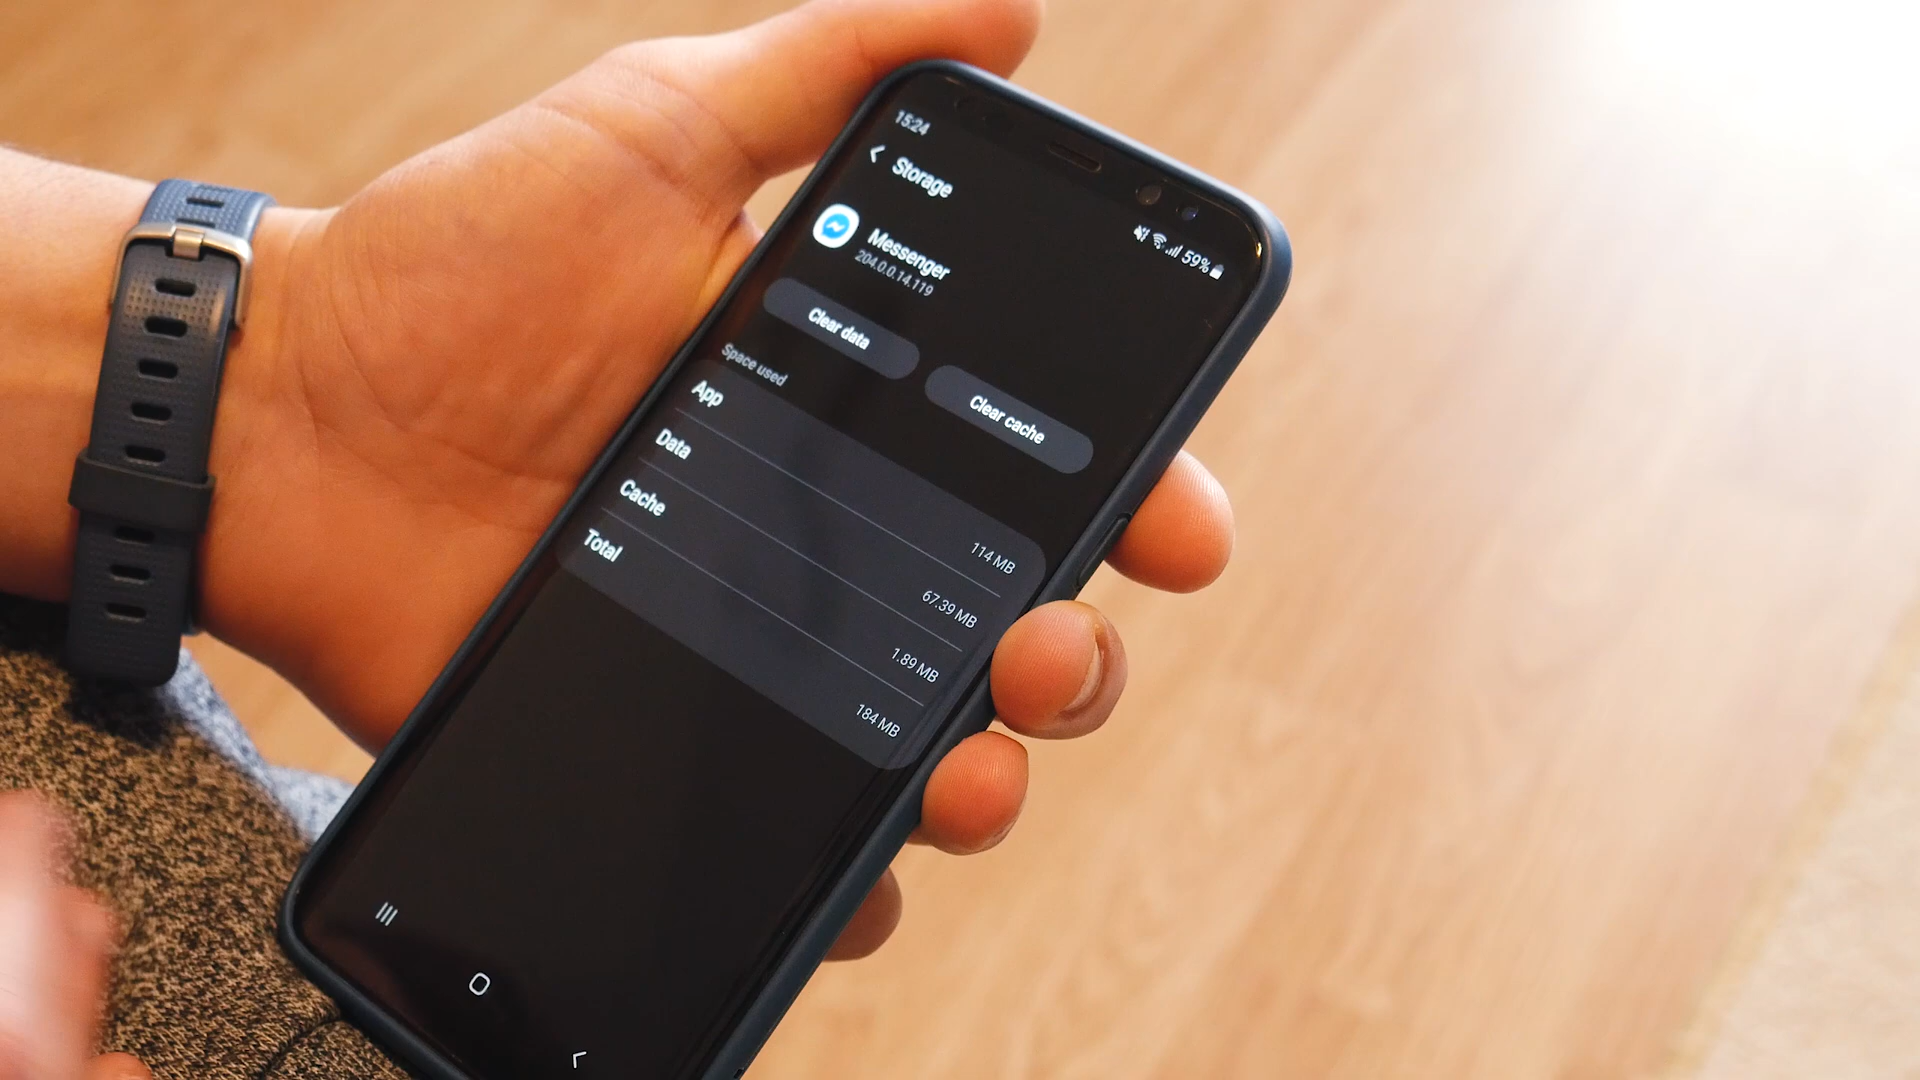 15:24
59%
Storage
Messenger
204.0.0.14.119
Clear data
Clear cache
Space used
App 114 MB
Data 67.39 MB
Cache 1.89 MB
Total 184 MB